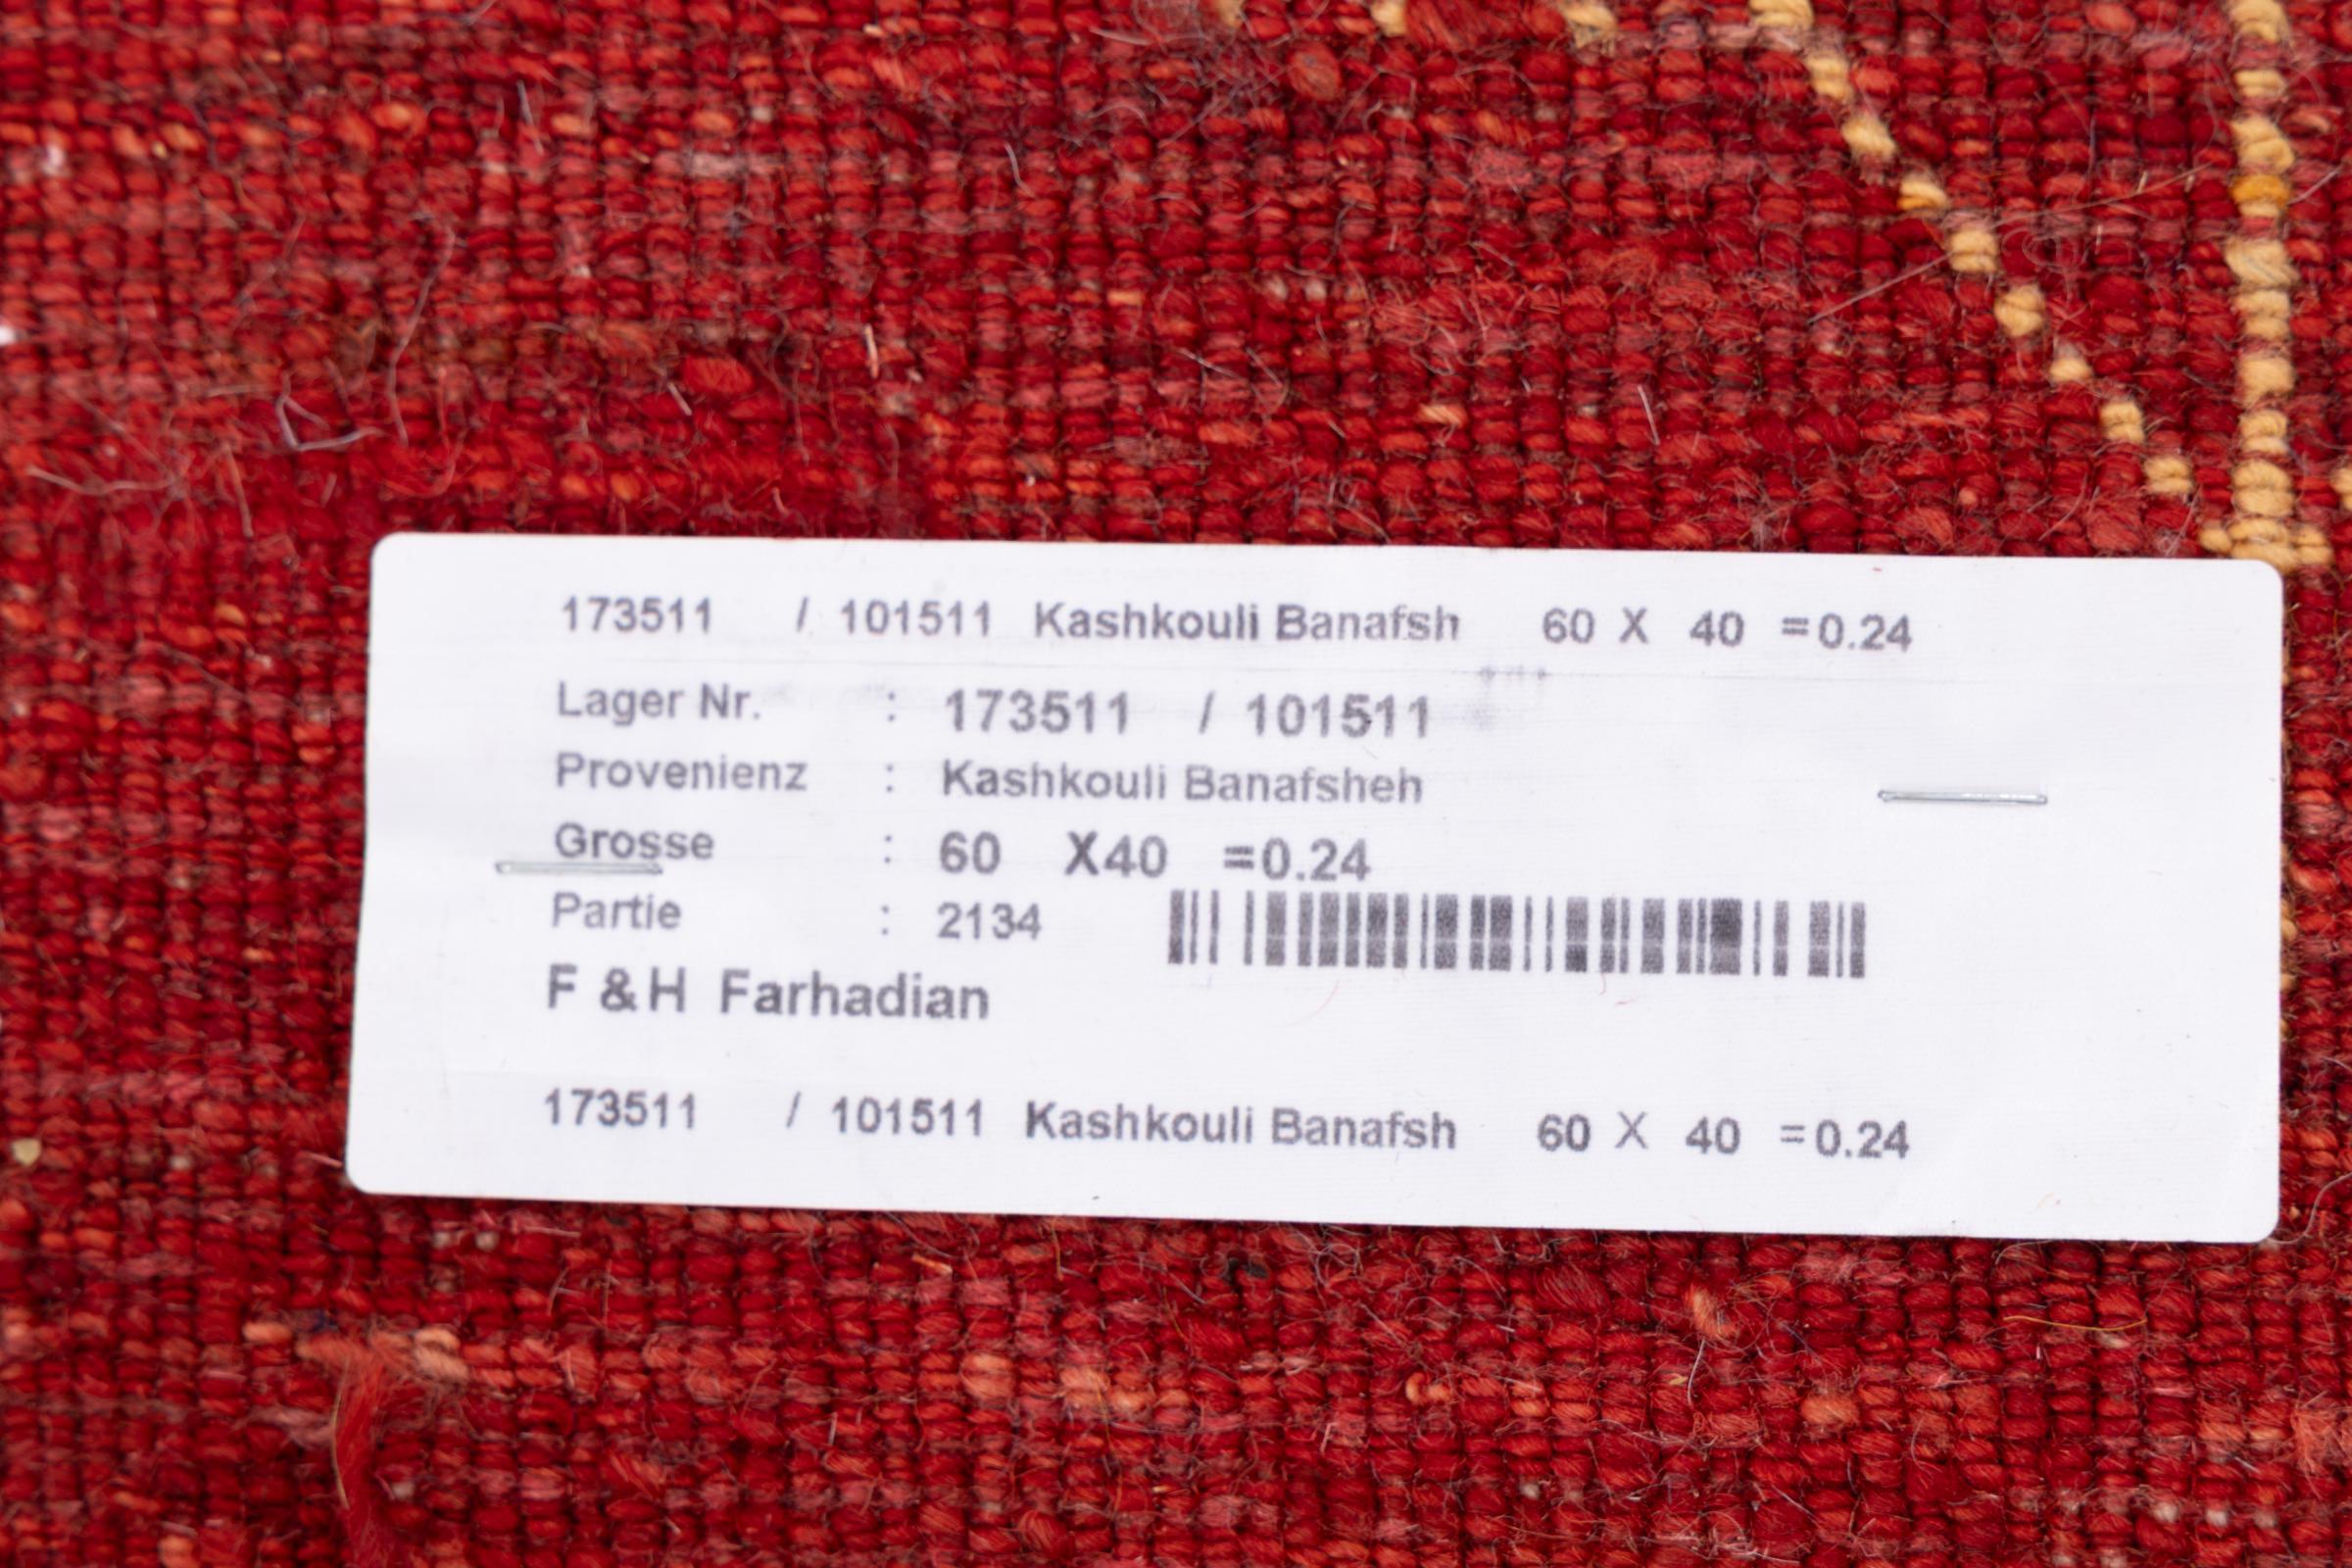 173511 / 101511 Kashkouli Banafsh 60 X 40 =0.24
Lager Nr. : 173511 / 101511
Provenienz : Kashkouli Banafsheh
Grosse : 60 X40 =0.24
Partie : 2134
F & H Farhadian
173511 / 101511 Kashkouli Banafsh 60 X 40 =0.24